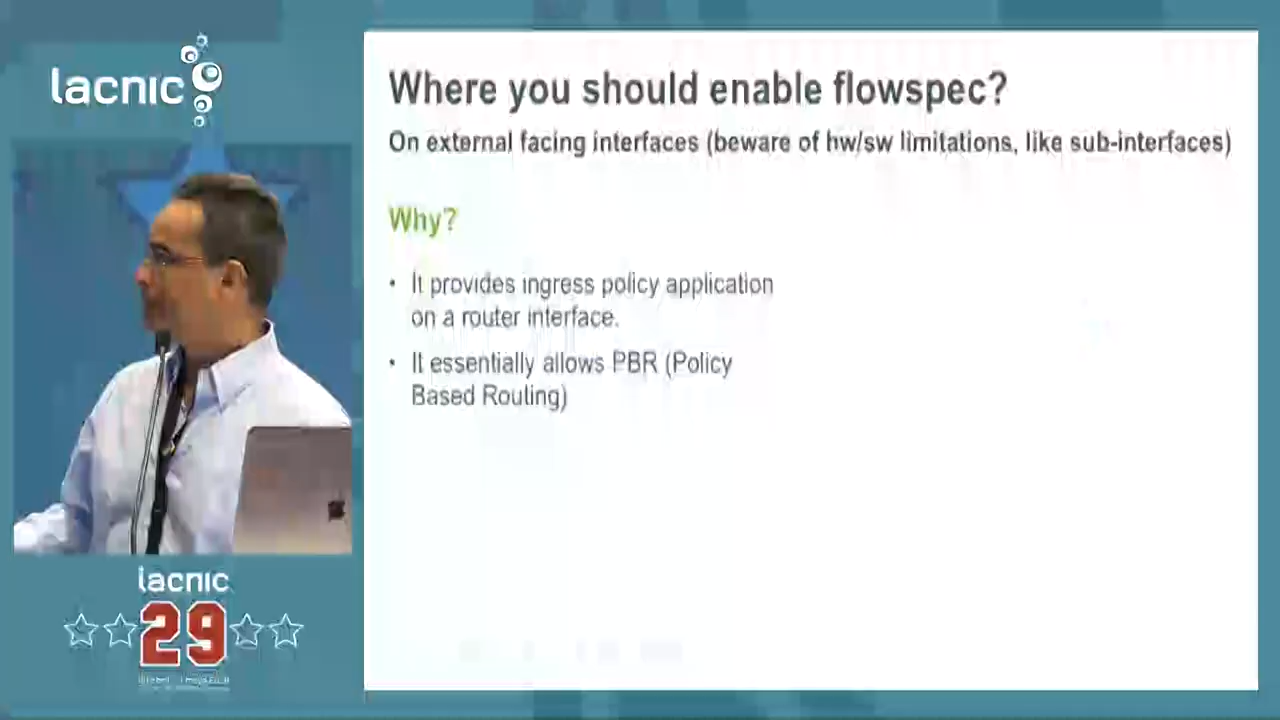 lacnic
Where you should enable flowspec?
On external facing interfaces (beware of hw/sw limitations, like sub-interfaces)
Why?
• It provides ingress policy application
on a router interface.
• It essentially allows PBR (Policy
Based Routing)
lacnic
29